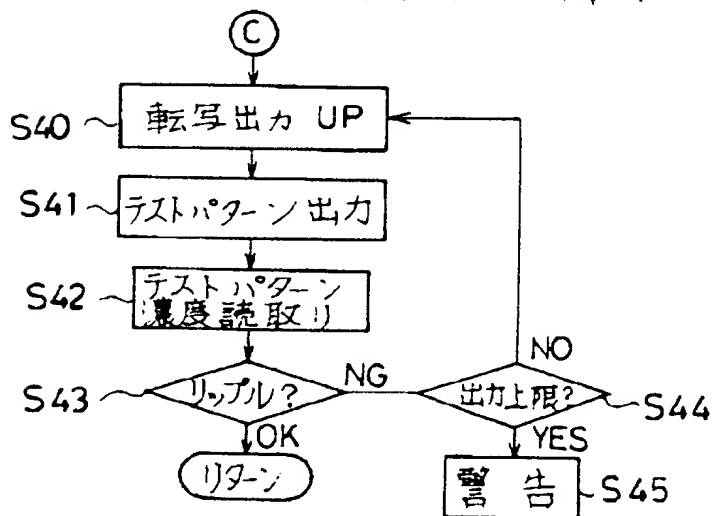 C
S40
転写出力 UP
S41
テストパターン 出力
S42
テストパターン
濃度読取り
S43
リップル?
NG
OK
リターン
出力上限?
S44
NO
YES
警告
S45